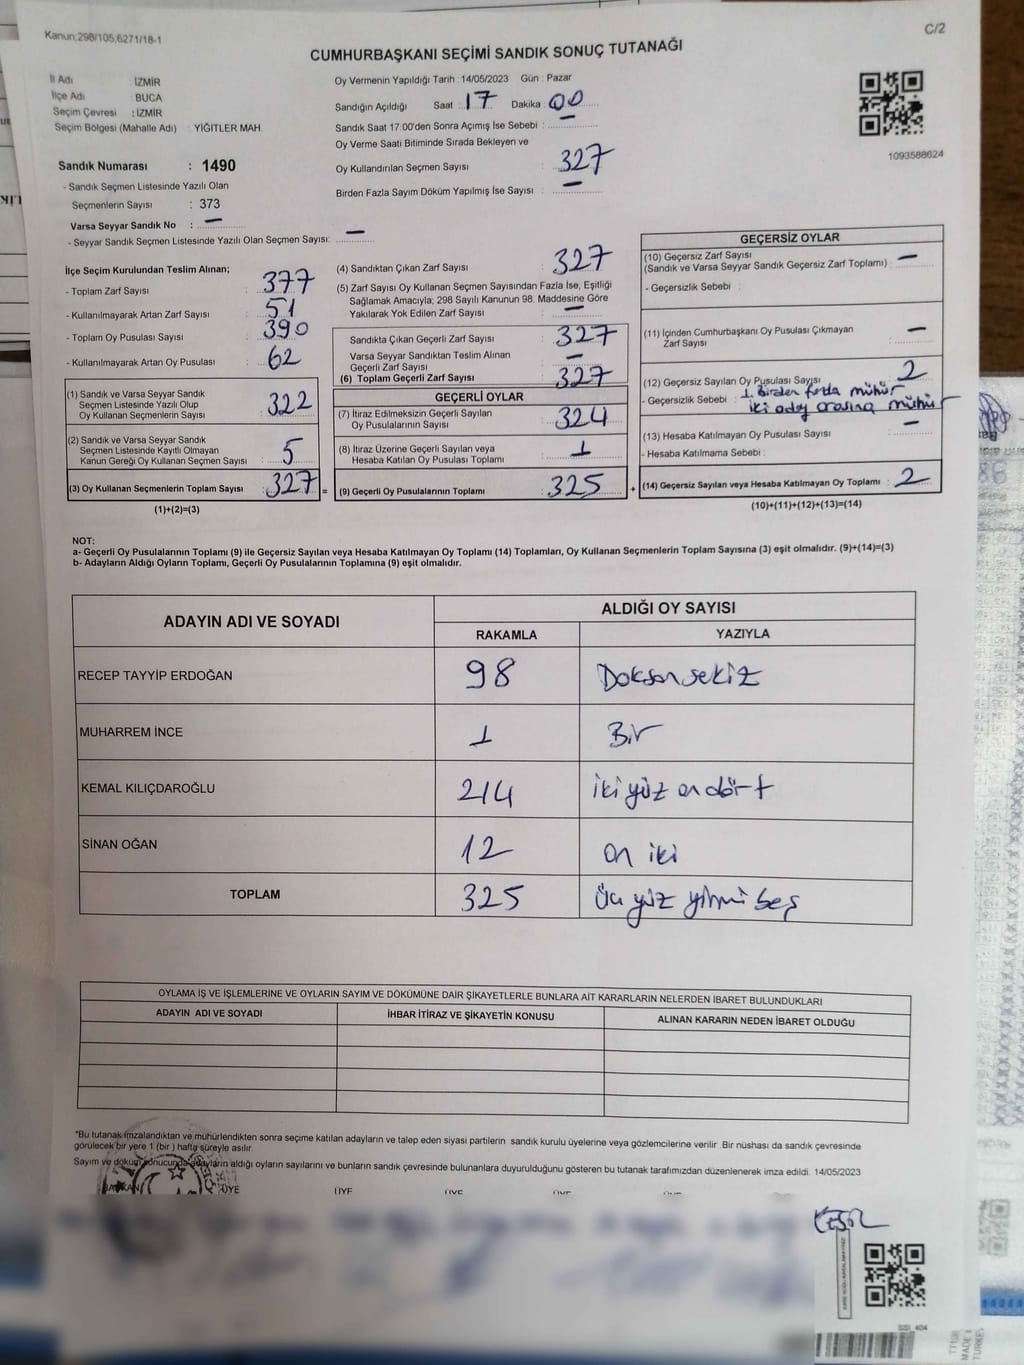 Kanun;298/105,6271/18-1
C/2
CUMHURBAŞKANI SEÇİMİ SANDIK SONUÇ TUTANAĞI
İl Adı : İZMİR
İlçe Adı : BUCA
Seçim Çevresi : İZMİR
Seçim Bölgesi (Mahalle Adı) : YİĞİTLER MAH.
Oy Vermenin Yapıldığı Tarih : 14/05/2023 Gün : Pazar
Sandığın Açıldığı Saat : 17 Dakika : 00
Sandık Saat 17:00'den Sonra Açımış İse Sebebi : —
Oy Verme Saati Bitiminde Sırada Bekleyen ve
Oy Kullandırılan Seçmen Sayısı : 327
Birden Fazla Sayım Döküm Yapılmış İse Sayısı : —
1093588624
Sandık Numarası : 1490
- Sandık Seçmen Listesinde Yazılı Olan
Seçmenlerin Sayısı : 373
Varsa Seyyar Sandık No : —
- Seyyar Sandık Seçmen Listesinde Yazılı Olan Seçmen Sayısı: —
İlçe Seçim Kurulundan Teslim Alınan;
- Toplam Zarf Sayısı : 377
- Kullanılmayarak Artan Zarf Sayısı : 51
- Toplam Oy Pusulası Sayısı : 390
- Kullanılmayarak Artan Oy Pusulası : 62
(1) Sandık ve Varsa Seyyar Sandık
Seçmen Listesinde Yazılı Olup
Oy Kullanan Seçmenlerin Sayısı : 322
(2) Sandık ve Varsa Seyyar Sandık
Seçmen Listesinde Kayıtlı Olmayan
Kanun Gereği Oy Kullanan Seçmen Sayısı : 5
(3) Oy Kullanan Seçmenlerin Toplam Sayısı : 327 =
(1)+(2)=(3)
(4) Sandıktan Çıkan Zarf Sayısı : 327
(5) Zarf Sayısı Oy Kullanan Seçmen Sayısından Fazla İse, Eşitliği
Sağlamak Amacıyla; 298 Sayılı Kanunun 98. Maddesine Göre
Yakılarak Yok Edilen Zarf Sayısı : —
Sandıkta Çıkan Geçerli Zarf Sayısı : 327
Varsa Seyyar Sandıktan Teslim Alınan
Geçerli Zarf Sayısı : —
(6) Toplam Geçerli Zarf Sayısı : 327
GEÇERLİ OYLAR
(7) İtiraz Edilmeksizin Geçerli Sayılan
Oy Pusulalarının Sayısı : 324
(8) İtiraz Üzerine Geçerli Sayılan veya
Hesaba Katılan Oy Pusulası Toplamı : 1
(9) Geçerli Oy Pusulalarının Toplamı : 325 +
GEÇERSİZ OYLAR
(10) Geçersiz Zarf Sayısı
(Sandık ve Varsa Seyyar Sandık Geçersiz Zarf Toplamı) : —
- Geçersizlik Sebebi :
(11) İçinden Cumhurbaşkanı Oy Pusulası Çıkmayan
Zarf Sayısı : —
(12) Geçersiz Sayılan Oy Pusulası Sayısı : 2
- Geçersizlik Sebebi : 1. Birden fazla mühür
iki aday arasına mühür
(13) Hesaba Katılmayan Oy Pusulası Sayısı : —
- Hesaba Katılmama Sebebi :
(14) Geçersiz Sayılan veya Hesaba Katılmayan Oy Toplamı : 2
(10)+(11)+(12)+(13)=(14)
NOT:
a- Geçerli Oy Pusulalarının Toplamı (9) ile Geçersiz Sayılan veya Hesaba Katılmayan Oy Toplamı (14) Toplamları, Oy Kullanan Seçmenlerin Toplam Sayısına (3) eşit olmalıdır. (9)+(14)=(3)
b- Adayların Aldığı Oyların Toplamı, Geçerli Oy Pusulalarının Toplamına (9) eşit olmalıdır.
ADAYIN ADI VE SOYADI
ALDIĞI OY SAYISI
RAKAMLA YAZIYLA
RECEP TAYYİP ERDOĞAN 98 Doksan sekiz
MUHARREM İNCE 1 Bir
KEMAL KILIÇDAROĞLU 214 iki yüz on dört
SİNAN OĞAN 12 on iki
TOPLAM 325 üç yüz yirmi beş
OYLAMA İŞ VE İŞLEMLERİNE VE OYLARIN SAYIM VE DÖKÜMÜNE DAİR ŞİKAYETLERLE BUNLARA AİT KARARLARIN NELERDEN İBARET BULUNDUKLARI
ADAYIN ADI VE SOYADI İHBAR İTİRAZ VE ŞİKAYETİN KONUSU ALINAN KARARIN NEDEN İBARET OLDUĞU
"Bu tutanak imzalandıktan ve mühürlendikten sonra seçime katılan adayların ve talep eden siyasi partilerin sandık kurulu üyelerine veya gözlemcilerine verilir. Bir nüshası da sandık çevresinde
görülecek bir yere 1 (bir ) hafta süreyle asılır.
Sayım ve döküm sonucunda adayların aldığı oyların sayılarını ve bunların sandık çevresinde bulunanlara duyurulduğunu gösteren bu tutanak tarafımızdan düzenlenerek imza edildi. 14/05/2023
BAŞKAN ÜYE ÜYE ÜYE ÜYE ÜYE
SSİ_404